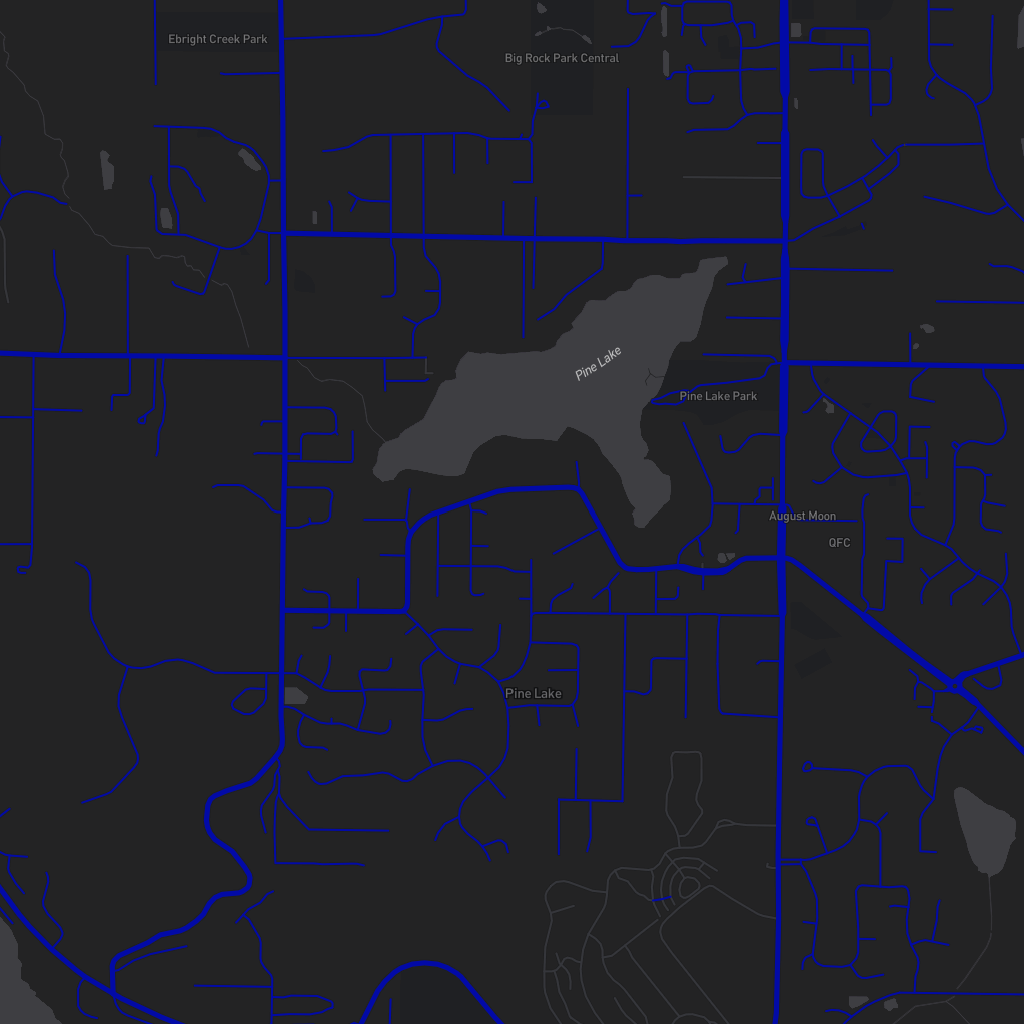 Ebright Creek Park
Big Rock Park Central
Pine Lake
Pine Lake Park
August Moon
QFC
Pine Lake